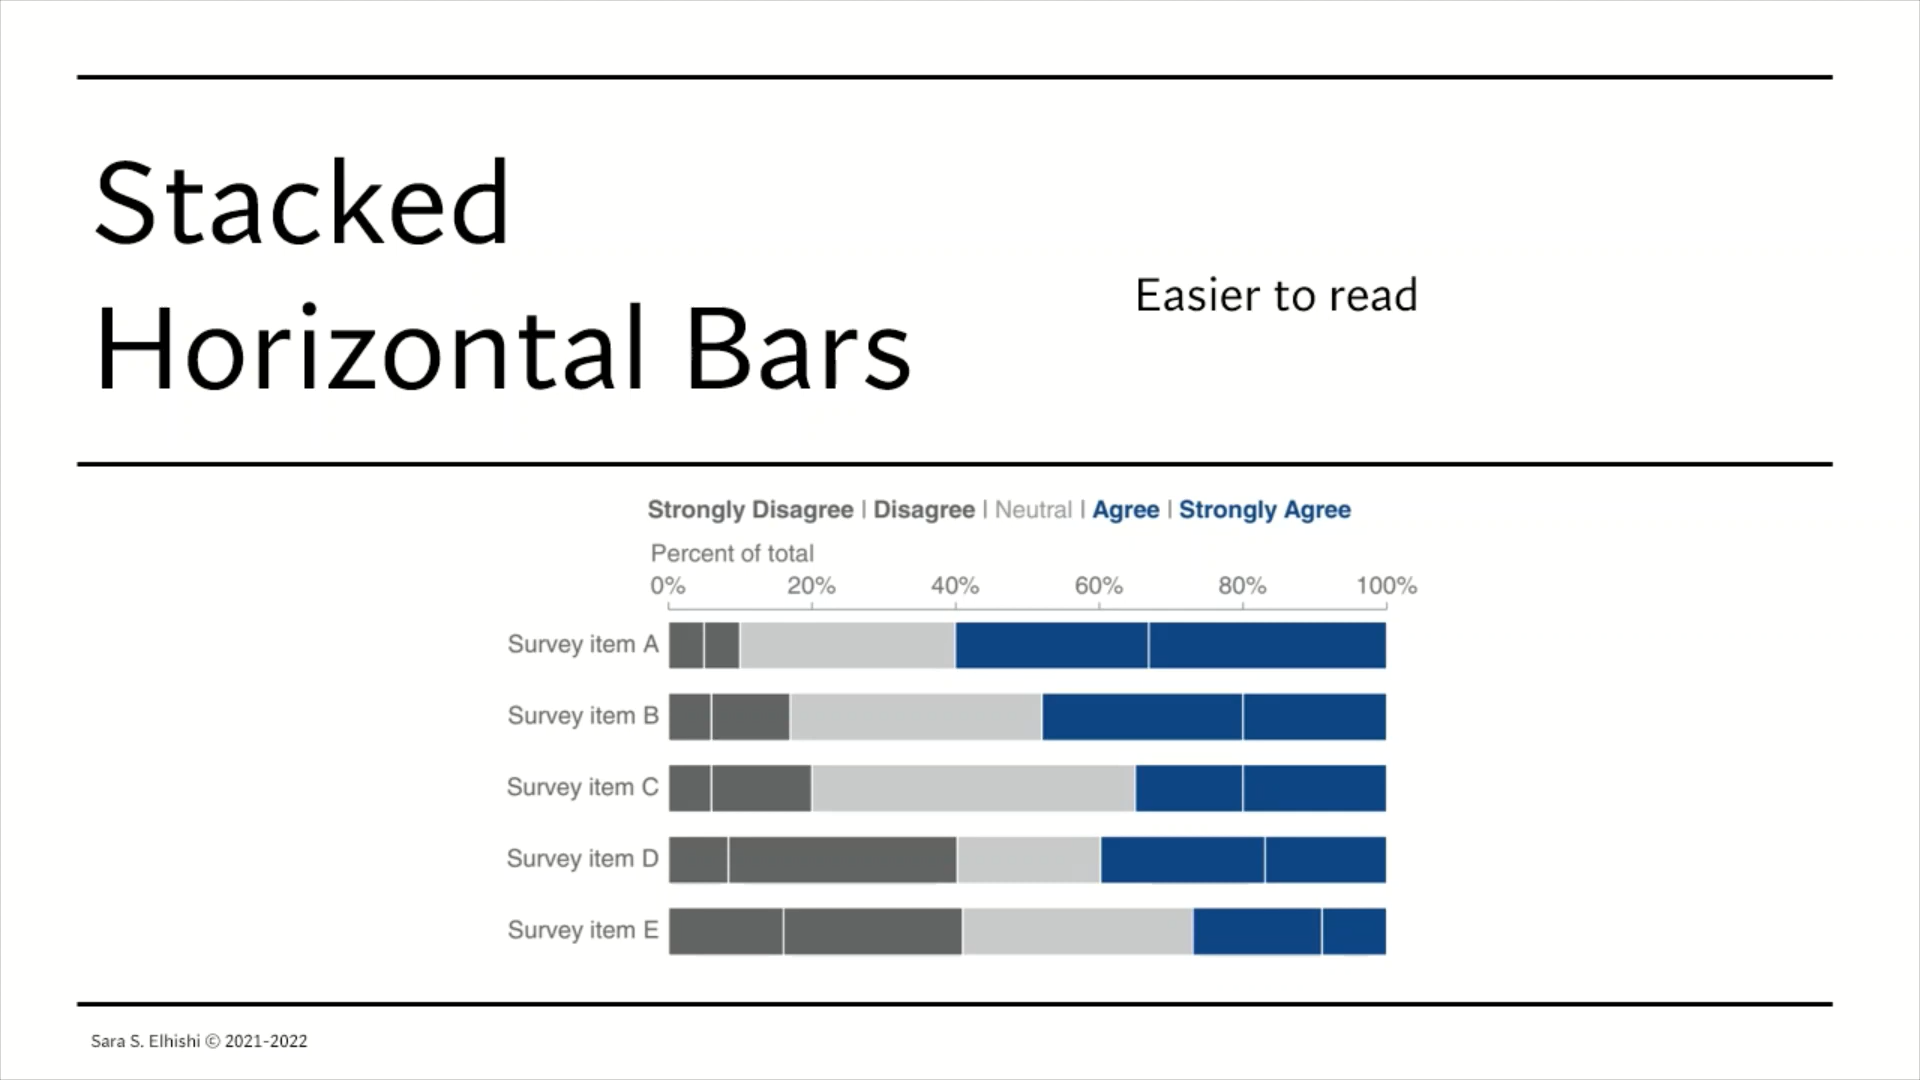 Stacked
Horizontal Bars
Easier to read
Strongly Disagree | Disagree | Neutral | Agree | Strongly Agree
Percent of total
0% 20% 40% 60% 80% 100%
Survey item A
Survey item B
Survey item C
Survey item D
Survey item E
Sara S. Elhishi © 2021-2022